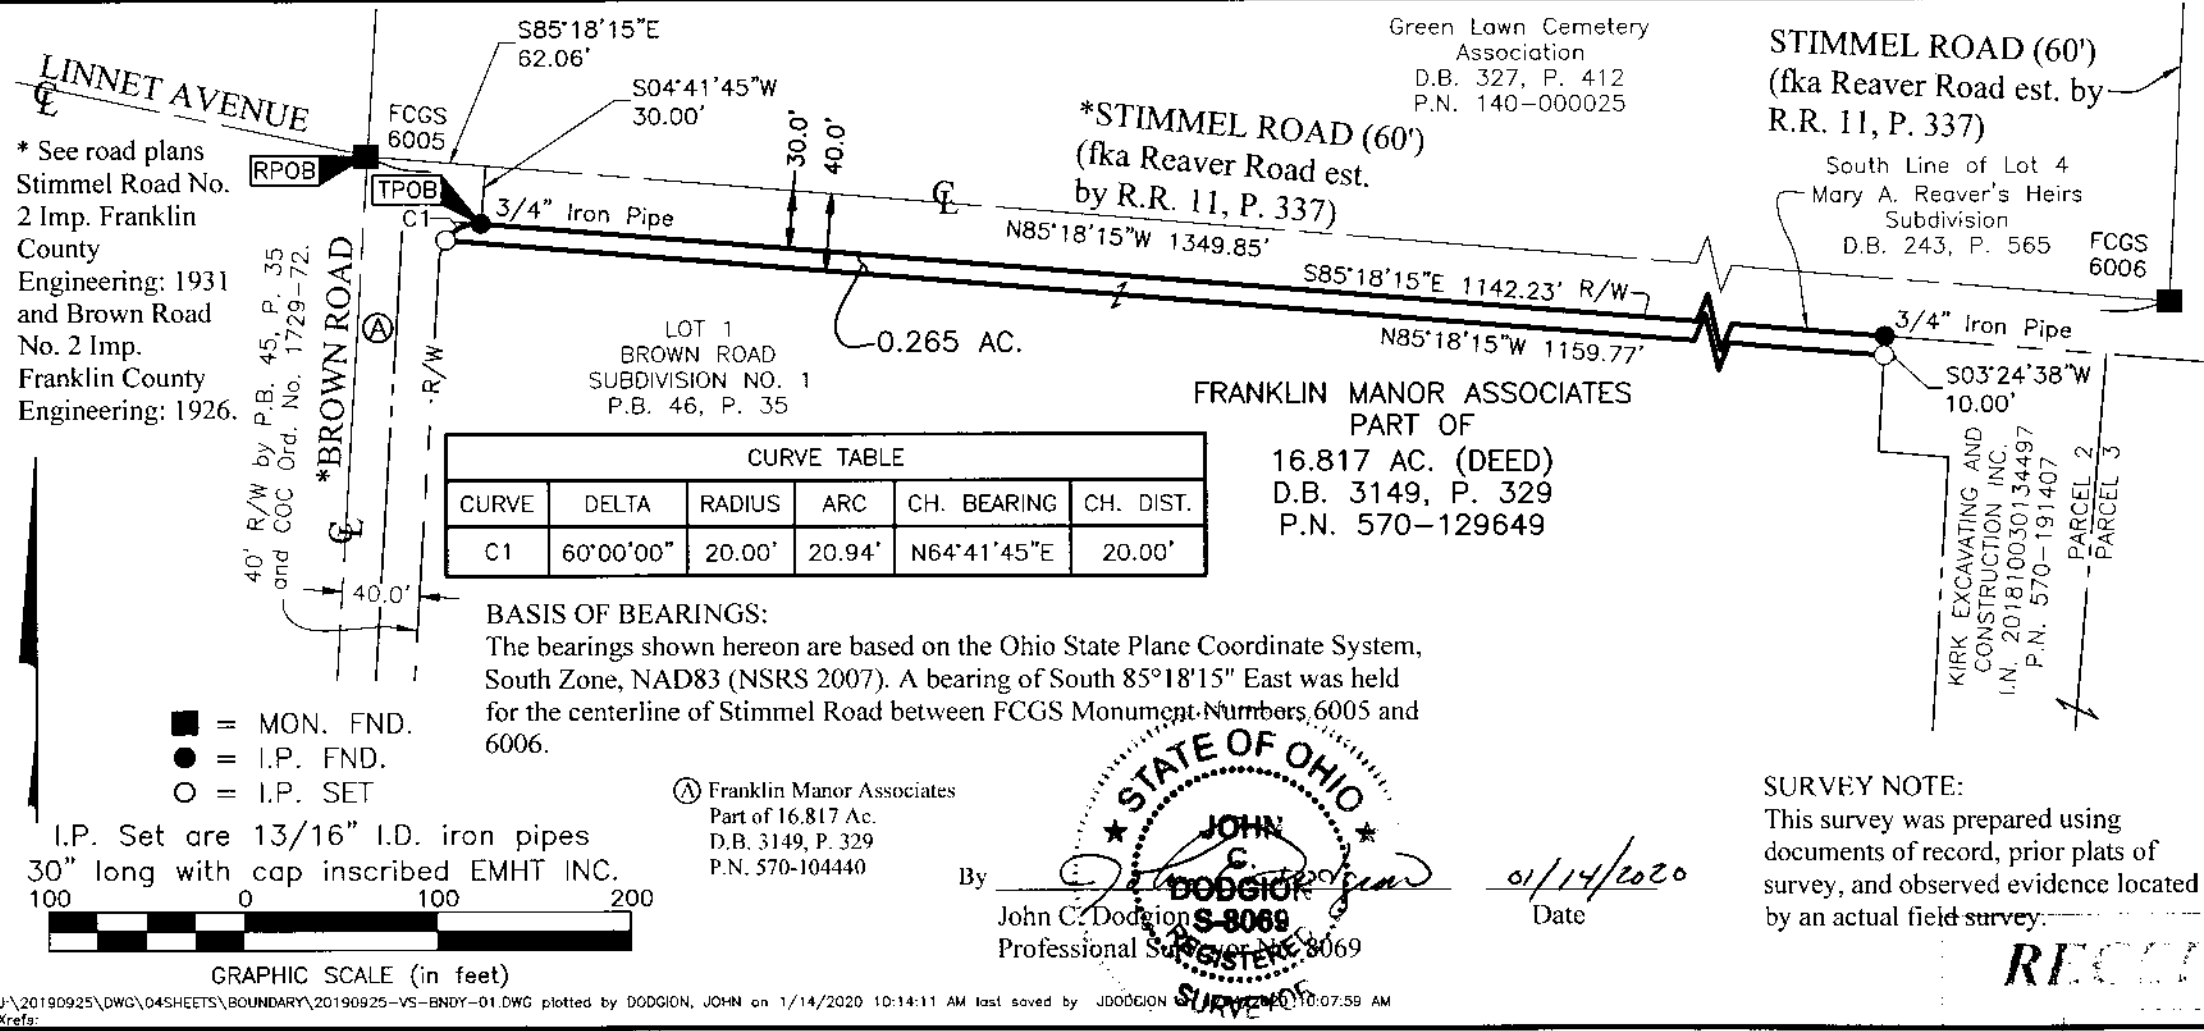 S85°18'15"E
62.06'
S04°41'45"W
30.00'
LINNET AVENUE
℄
FCGS
6005
RPOB
TPOB
C1
3/4" Iron Pipe
* See road plans
Stimmel Road No.
2 Imp. Franklin
County
Engineering: 1931
and Brown Road
No. 2 Imp.
Franklin County
Engineering: 1926.
30.0'
40.0'
℄
Green Lawn Cemetery
Association
D.B. 327, P. 412
P.N. 140-000025
*STIMMEL ROAD (60')
(fka Reaver Road est.
by R.R. 11, P. 337)
N85°18'15"W 1349.85'
STIMMEL ROAD (60')
(fka Reaver Road est. by
R.R. 11, P. 337)
South Line of Lot 4
Mary A. Reaver's Heirs
Subdivision
D.B. 243, P. 565
FCGS
6006
S85°18'15"E 1142.23' R/W
N85°18'15"W 1159.77'
3/4" Iron Pipe
S03°24'38"W
10.00'
40' R/W by P.B. 45, P. 35
and COC Ord. No. 1729-72.
*BROWN ROAD
℄
A
R/W
40.0'
LOT 1
BROWN ROAD
SUBDIVISION NO. 1
P.B. 46, P. 35
0.265 AC.
FRANKLIN MANOR ASSOCIATES
PART OF
16.817 AC. (DEED)
D.B. 3149, P. 329
P.N. 570-129649
KIRK EXCAVATING AND
CONSTRUCTION INC.
I.N. 201810030134497
P.N. 570-191407
PARCEL 2
PARCEL 3
CURVE TABLE
CURVE DELTA RADIUS ARC CH. BEARING CH. DIST.
C1 60°00'00" 20.00' 20.94' N64°41'45"E 20.00'
BASIS OF BEARINGS:
The bearings shown hereon are based on the Ohio State Plane Coordinate System,
South Zone, NAD83 (NSRS 2007). A bearing of South 85°18'15" East was held
for the centerline of Stimmel Road between FCGS Monument Numbers 6005 and
6006.
= MON. FND.
= I.P. FND.
= I.P. SET
I.P. Set are 13/16" I.D. iron pipes
30" long with cap inscribed EMHT INC.
100 0 100 200
GRAPHIC SCALE (in feet)
A Franklin Manor Associates
Part of 16.817 Ac.
D.B. 3149, P. 329
P.N. 570-104440
By
John C. Dodgion
Professional Surveyor No. 8069
01/14/2020
Date
STATE OF OHIO
JOHN
C.
DODGION
S-8069
REGISTERED
SURVEYOR
SURVEY NOTE:
This survey was prepared using
documents of record, prior plats of
survey, and observed evidence located
by an actual field survey.
J:\20190925\DWG\04SHEETS\BOUNDARY\20190925-VS-BNDY-01.DWG plotted by DODGION, JOHN on 1/14/2020 10:14:11 AM last saved by JDODGION 10:07:59 AM
Xrefs: